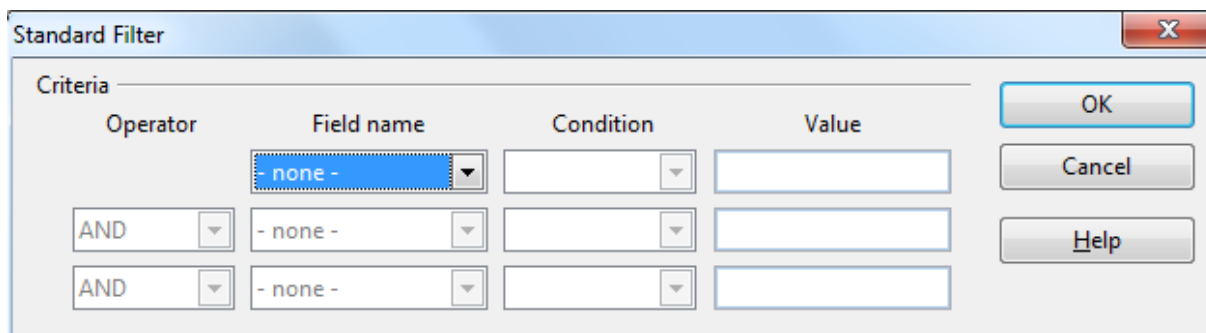 Standard Filter
Criteria
Operator Field name Condition Value
OK
- none -
Cancel
AND - none -
Help
AND - none -